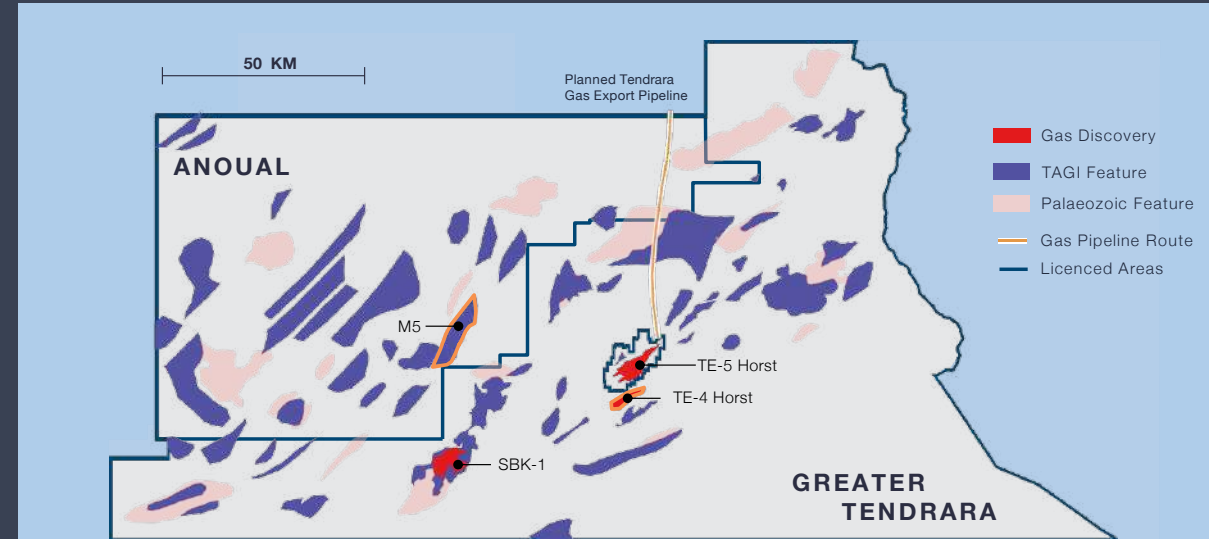 50 KM
Planned Tendrara
Gas Export Pipeline
ANOUAL
Gas Discovery
TAGI Feature
Palaeozoic Feature
Gas Pipeline Route
Licenced Areas
M5
TE-5 Horst
TE-4 Horst
SBK-1
GREATER
TENDRARA